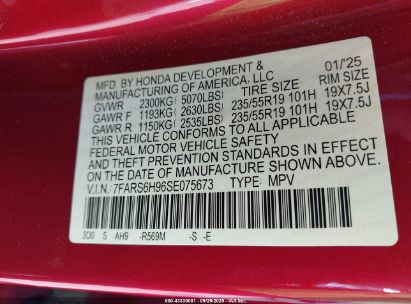 MFD. BY HONDA DEVELOPMENT & 01/'25
MANUFACTURING OF AMERICA, LLC
GVWR 2300KG( 5070LBS) TIRE SIZE RIM SIZE
GAWR F 1193KG( 2630LBS) 235/55R19 101H 19X7.5J
GAWR R 1150KG( 2535LBS) 235/55R19 101H 19X7.5J
THIS VEHICLE CONFORMS TO ALL APPLICABLE
FEDERAL MOTOR VEHICLE SAFETY, BUMPER,
AND THEFT PREVENTION STANDARDS IN EFFECT
ON THE DATE OF MANUFACTURE SHOWN ABOVE.
V.I.N.: 7FARS6H96SE075673 TYPE: MPV
3D0 S AH9 -R569M -S -E